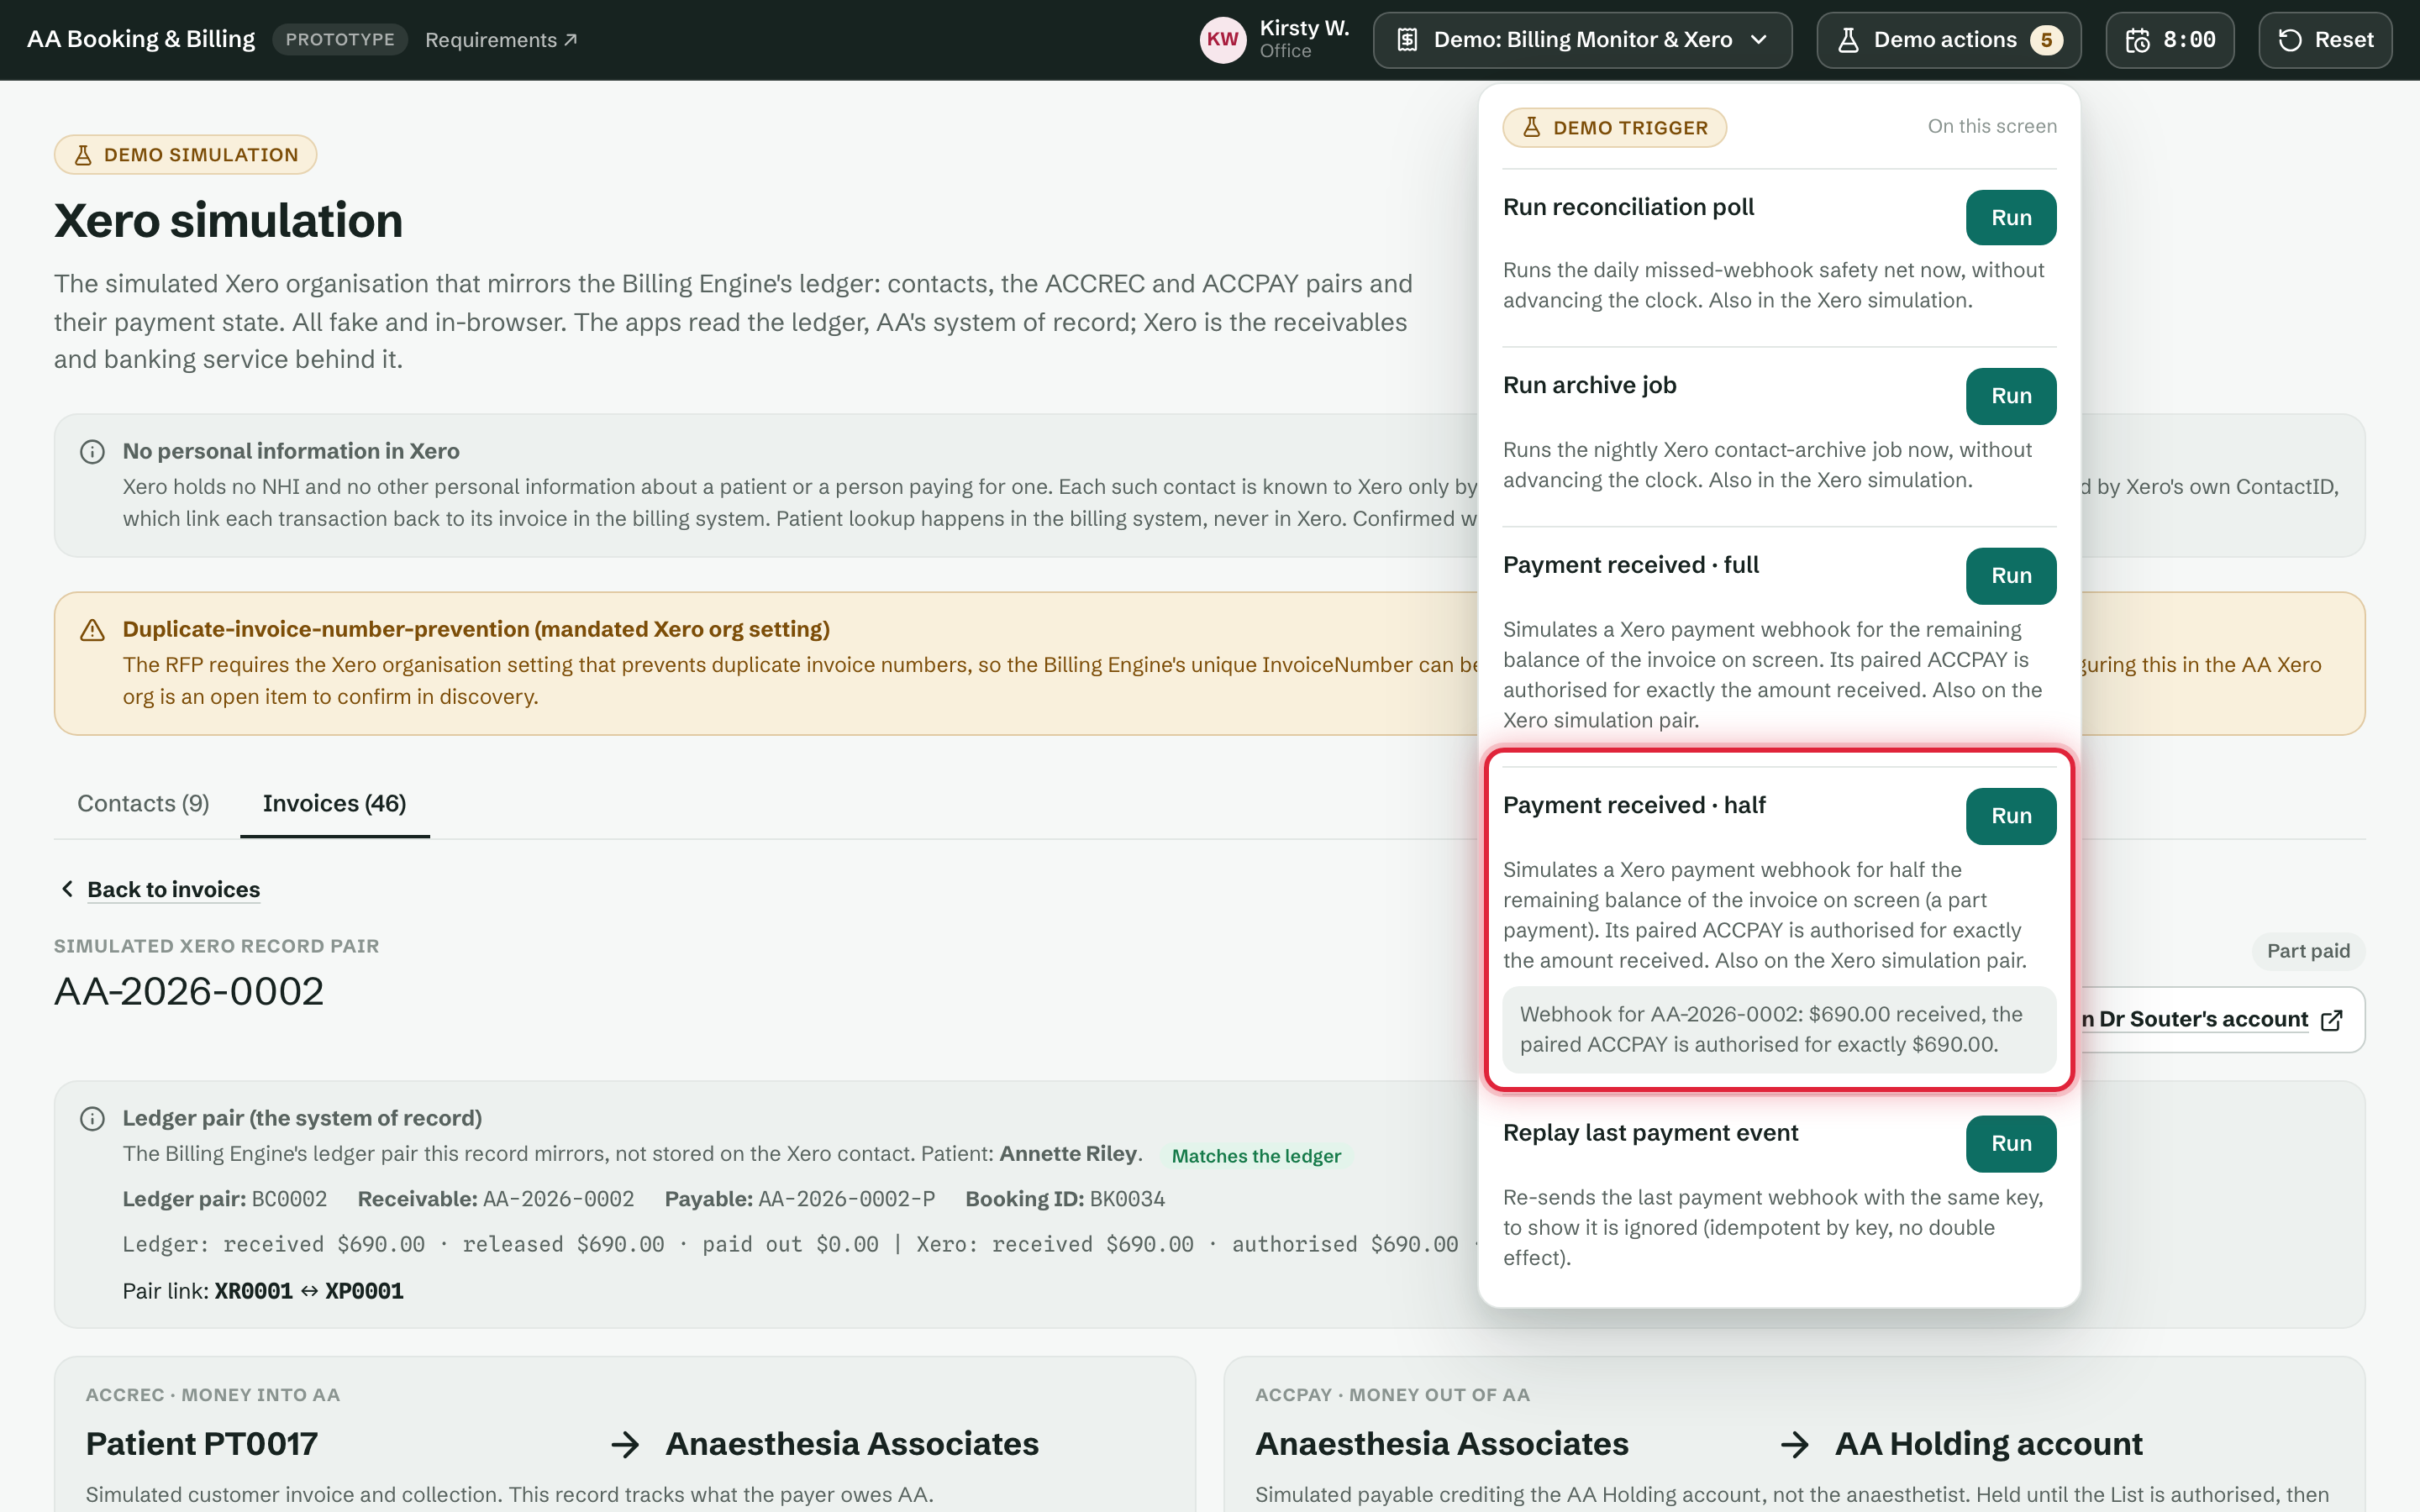 AA Booking & Billing PROTOTYPE Requirements ↗ KW Kirsty W. Office Demo: Billing Monitor & Xero Demo actions 5 8:00 Reset
DEMO SIMULATION
Xero simulation
The simulated Xero organisation that mirrors the Billing Engine's ledger: contacts, the ACCREC and ACCPAY pairs and
their payment state. All fake and in-browser. The apps read the ledger, AA's system of record; Xero is the receivables
and banking service behind it.
No personal information in Xero
Xero holds no NHI and no other personal information about a patient or a person paying for one. Each such contact is known to Xero only by
d by Xero's own ContactID,
which link each transaction back to its invoice in the billing system. Patient lookup happens in the billing system, never in Xero. Confirmed w
Duplicate-invoice-number-prevention (mandated Xero org setting)
The RFP requires the Xero organisation setting that prevents duplicate invoice numbers, so the Billing Engine's unique InvoiceNumber can be
guring this in the AA Xero
org is an open item to confirm in discovery.
Contacts (9) Invoices (46)
Back to invoices
SIMULATED XERO RECORD PAIR
AA-2026-0002
Part paid
n Dr Souter's account
Ledger pair (the system of record)
The Billing Engine's ledger pair this record mirrors, not stored on the Xero contact. Patient: Annette Riley. Matches the ledger
Ledger pair: BC0002 Receivable: AA-2026-0002 Payable: AA-2026-0002-P Booking ID: BK0034
Ledger: received $690.00 · released $690.00 · paid out $0.00 | Xero: received $690.00 · authorised $690.00 ·
Pair link: XR0001 ↔ XP0001
ACCREC · MONEY INTO AA
Patient PT0017 → Anaesthesia Associates
Simulated customer invoice and collection. This record tracks what the payer owes AA.
ACCPAY · MONEY OUT OF AA
Anaesthesia Associates → AA Holding account
Simulated payable crediting the AA Holding account, not the anaesthetist. Held until the List is authorised, then
DEMO TRIGGER On this screen
Run reconciliation poll Run
Runs the daily missed-webhook safety net now, without
advancing the clock. Also in the Xero simulation.
Run archive job Run
Runs the nightly Xero contact-archive job now, without
advancing the clock. Also in the Xero simulation.
Payment received · full Run
Simulates a Xero payment webhook for the remaining
balance of the invoice on screen. Its paired ACCPAY is
authorised for exactly the amount received. Also on the
Xero simulation pair.
Payment received · half Run
Simulates a Xero payment webhook for half the
remaining balance of the invoice on screen (a part
payment). Its paired ACCPAY is authorised for exactly
the amount received. Also on the Xero simulation pair.
Webhook for AA-2026-0002: $690.00 received, the
paired ACCPAY is authorised for exactly $690.00.
Replay last payment event Run
Re-sends the last payment webhook with the same key,
to show it is ignored (idempotent by key, no double
effect).